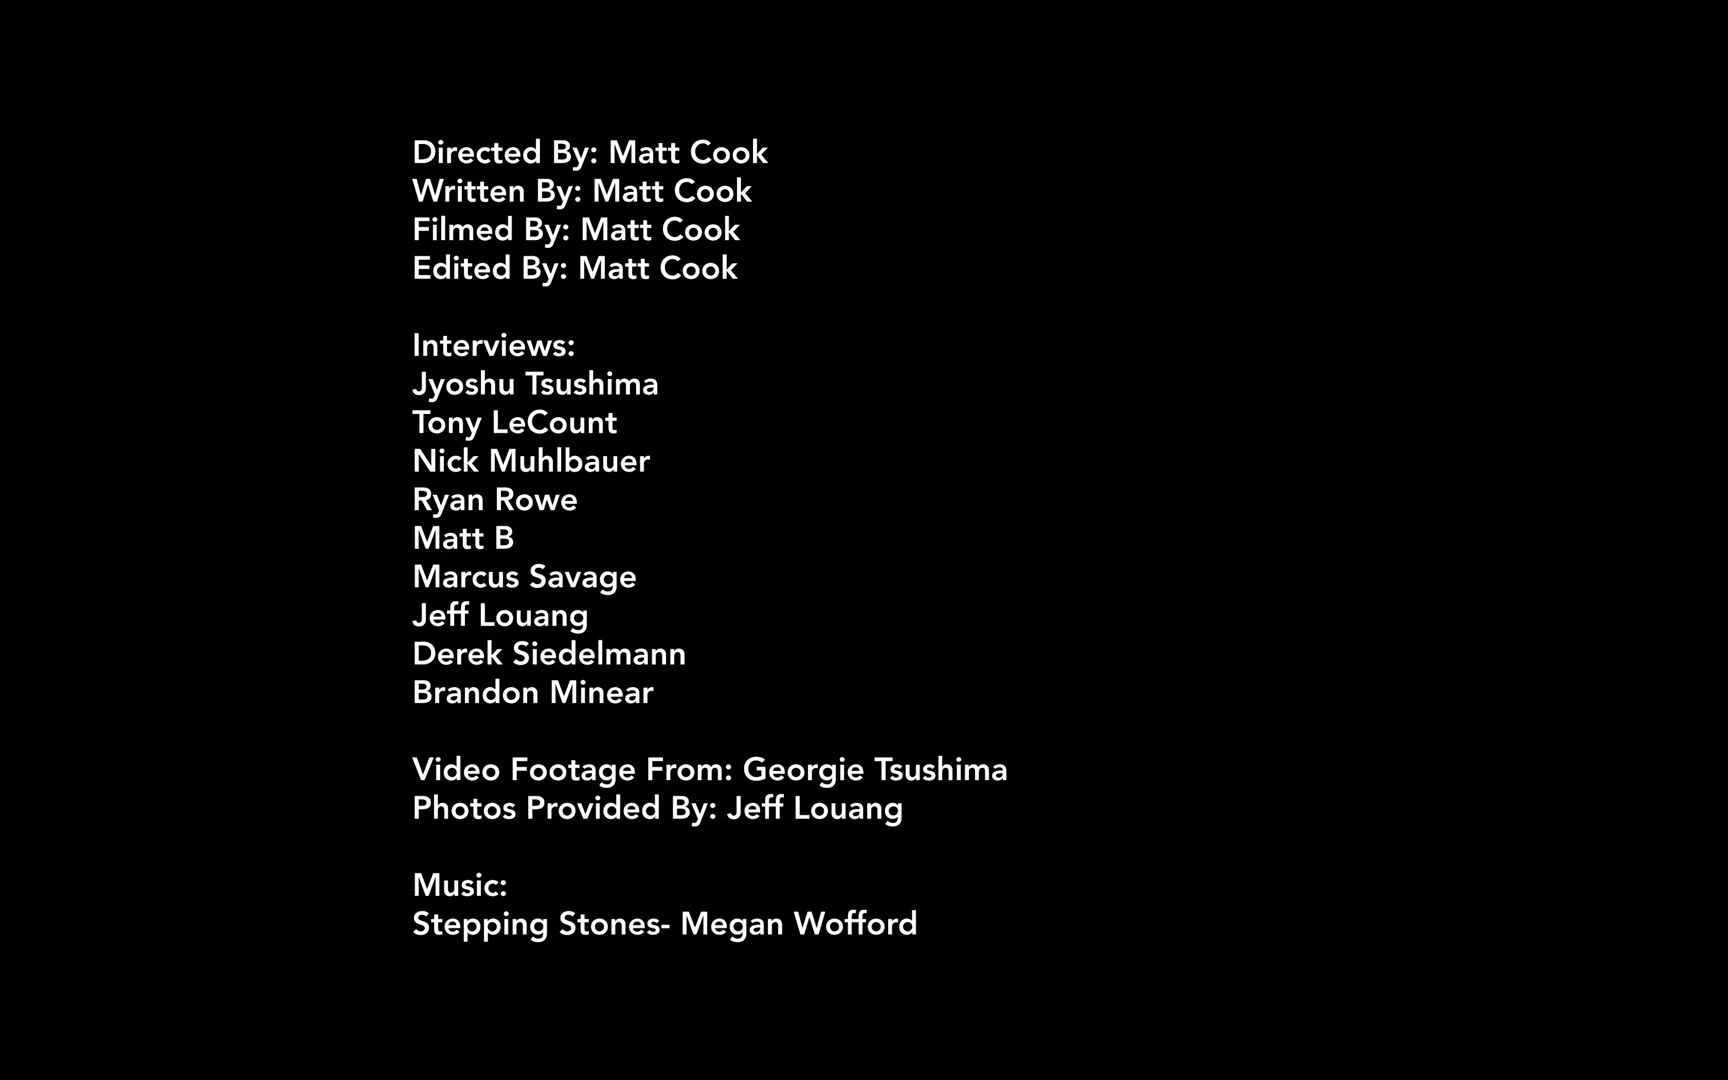 Directed By: Matt Cook
Written By: Matt Cook
Filmed By: Matt Cook
Edited By: Matt Cook
Interviews:
Jyoshu Tsushima
Tony LeCount
Nick Muhlbauer
Ryan Rowe
Matt B
Marcus Savage
Jeff Louang
Derek Siedelmann
Brandon Minear
Video Footage From: Georgie Tsushima
Photos Provided By: Jeff Louang
Music:
Stepping Stones- Megan Wofford